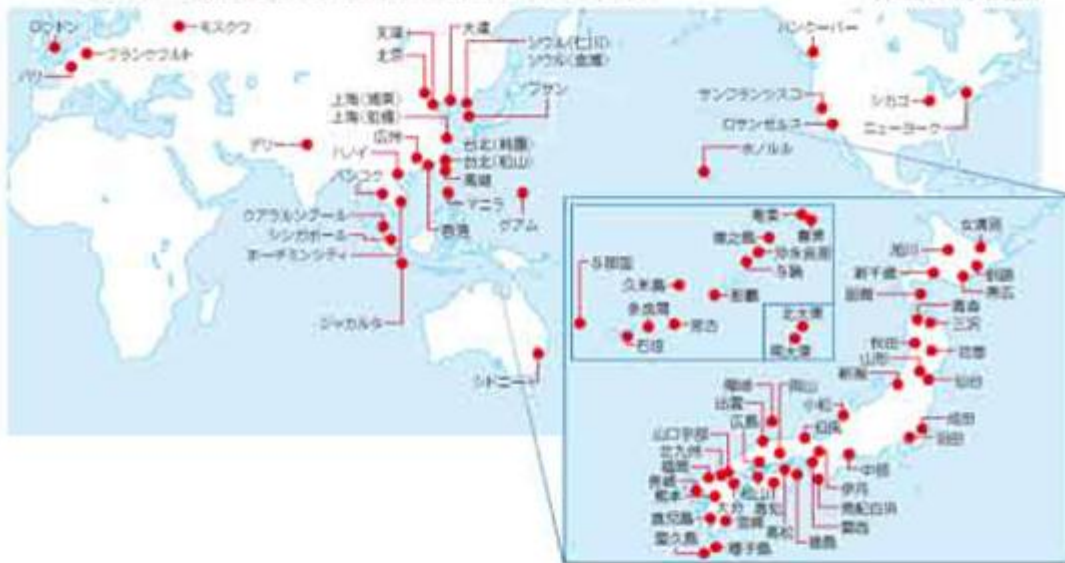 ロンドン
モスクワ
フランクフルト
パリ
天津
大連
北京
ソウル(仁川)
ソウル(金浦)
プサン
上海(浦東)
上海(虹橋)
広州
台北(桃園)
台北(松山)
高雄
デリー
ハノイ
バンコク
マニラ
グアム
香港
クアラルンプール
シンガポール
ホーチミンシティ
ジャカルタ
シドニー
バンクーバー
サンフランシスコ
シカゴ
ロサンゼルス
ニューヨーク
ホノルル
奄美
喜界
徳之島
沖永良部
与論
与那国
久米島
那覇
多良間
宮古
石垣
北大東
南大東
女満別
旭川
新千歳
釧路
帯広
函館
青森
三沢
秋田
花巻
山形
新潟
仙台
隠岐
岡山
出雲
小松
広島
但馬
成田
羽田
山口宇部
北九州
福岡
中部
長崎
伊丹
熊本
松山
高知
南紀白浜
大分
関西
鹿児島
宮崎
高松
徳島
屋久島
種子島